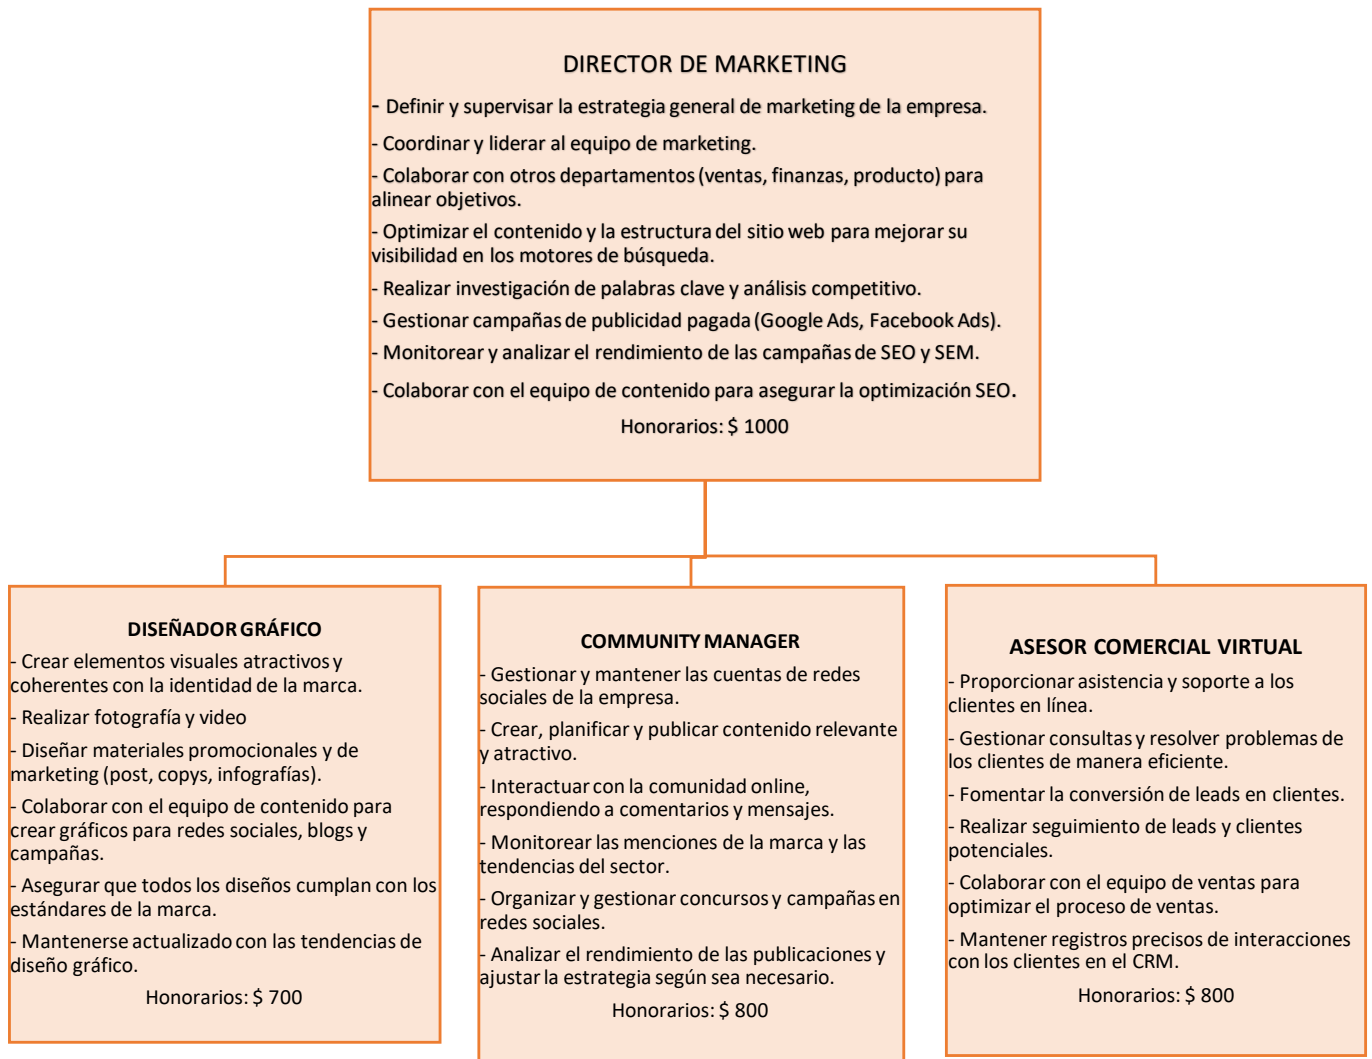 DIRECTOR DE MARKETING
- Definir y supervisar la estrategia general de marketing de la empresa.
- Coordinar y liderar al equipo de marketing.
- Colaborar con otros departamentos (ventas, finanzas, producto) para
alinear objetivos.
- Optimizar el contenido y la estructura del sitio web para mejorar su
visibilidad en los motores de búsqueda.
- Realizar investigación de palabras clave y análisis competitivo.
- Gestionar campañas de publicidad pagada (Google Ads, Facebook Ads).
- Monitorear y analizar el rendimiento de las campañas de SEO y SEM.
- Colaborar con el equipo de contenido para asegurar la optimización SEO.
Honorarios: $ 1000
DISEÑADOR GRÁFICO
- Crear elementos visuales atractivos y
coherentes con la identidad de la marca.
- Realizar fotografía y video
- Diseñar materiales promocionales y de
marketing (post, copys, infografías).
- Colaborar con el equipo de contenido para
crear gráficos para redes sociales, blogs y
campañas.
- Asegurar que todos los diseños cumplan con los
estándares de la marca.
- Mantenerse actualizado con las tendencias de
diseño gráfico.
Honorarios: $ 700
COMMUNITY MANAGER
- Gestionar y mantener las cuentas de redes
sociales de la empresa.
- Crear, planificar y publicar contenido relevante
y atractivo.
- Interactuar con la comunidad online,
respondiendo a comentarios y mensajes.
- Monitorear las menciones de la marca y las
tendencias del sector.
- Organizar y gestionar concursos y campañas en
redes sociales.
- Analizar el rendimiento de las publicaciones y
ajustar la estrategia según sea necesario.
Honorarios: $ 800
ASESOR COMERCIAL VIRTUAL
- Proporcionar asistencia y soporte a los
clientes en línea.
- Gestionar consultas y resolver problemas de
los clientes de manera eficiente.
- Fomentar la conversión de leads en clientes.
- Realizar seguimiento de leads y clientes
potenciales.
- Colaborar con el equipo de ventas para
optimizar el proceso de ventas.
- Mantener registros precisos de interacciones
con los clientes en el CRM.
Honorarios: $ 800